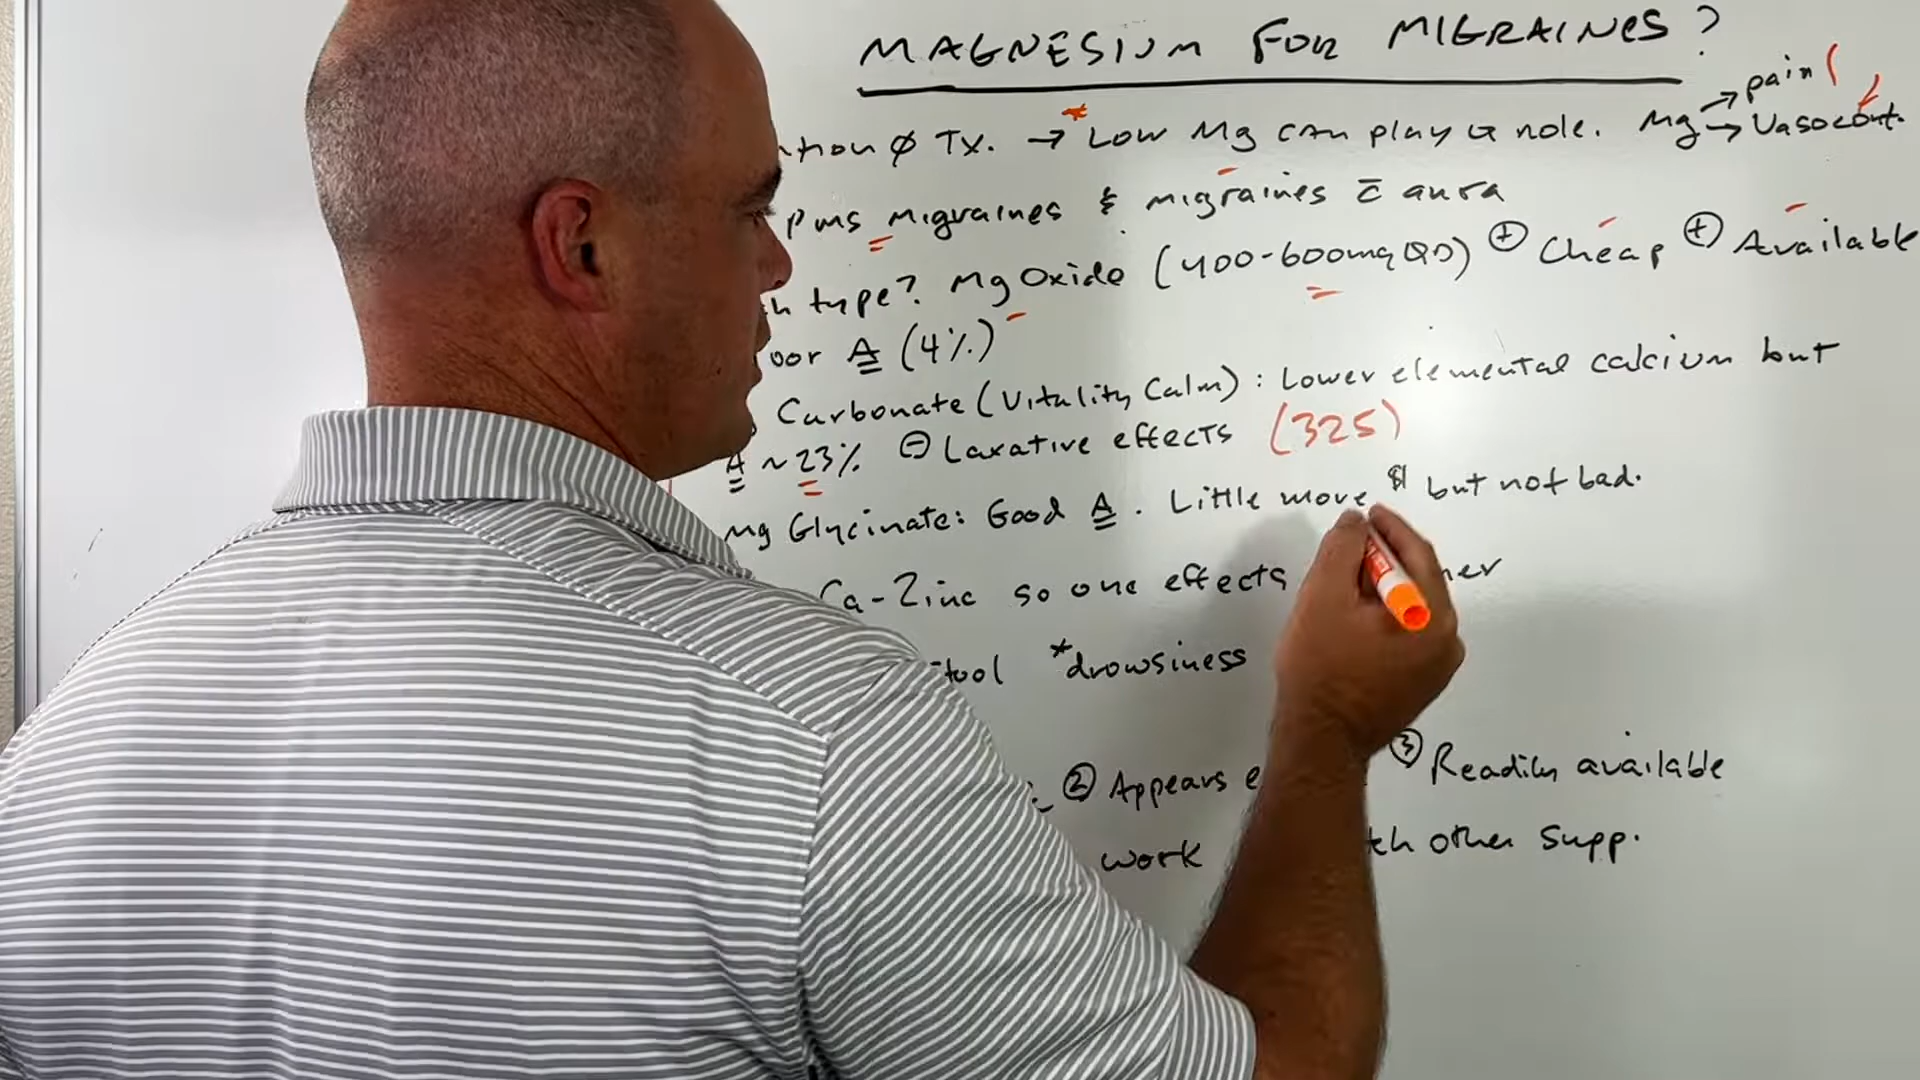 MAGNESIUM FOR MIGRAINES?
pain
ntion ∅ Tx. → * Low Mg can play a role. Mg → Vasocont.
PMS Migraines & migraines c̄ aura
h type? Mg Oxide (400-600mg QD) ⊕ Cheap ⊕ Available
oor A (4%)
Carbonate (Vitality Calm): Lower elemental calcium but
A ~ 23% ⊖ Laxative effects (325)
Mg Glycinate: Good A. Little more $ but not bad.
Ca-Zinc so one effects her
tool *drowsiness
② Appears e ③ Readily available
work th other supp.